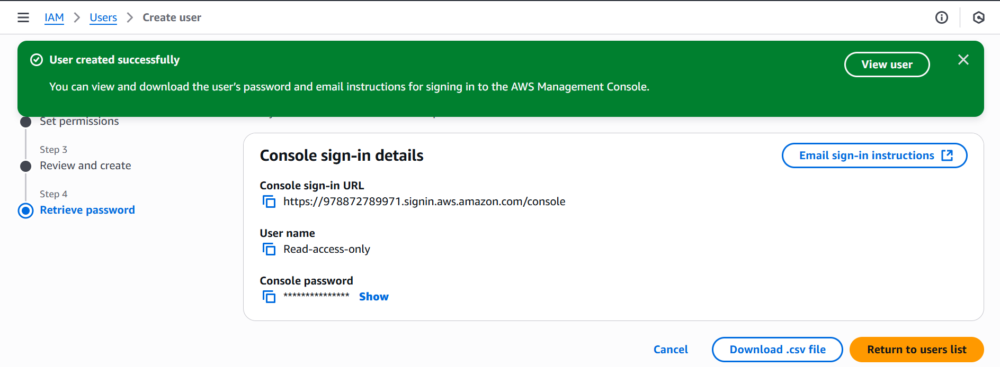 IAM > Users > Create user
User created successfully
View user
You can view and download the user's password and email instructions for signing in to the AWS Management Console.
Set permissions
Step 3
Review and create
Step 4
Retrieve password
Console sign-in details
Email sign-in instructions
Console sign-in URL
https://978872789971.signin.aws.amazon.com/console
User name
Read-access-only
Console password
*************** Show
Cancel
Download .csv file
Return to users list